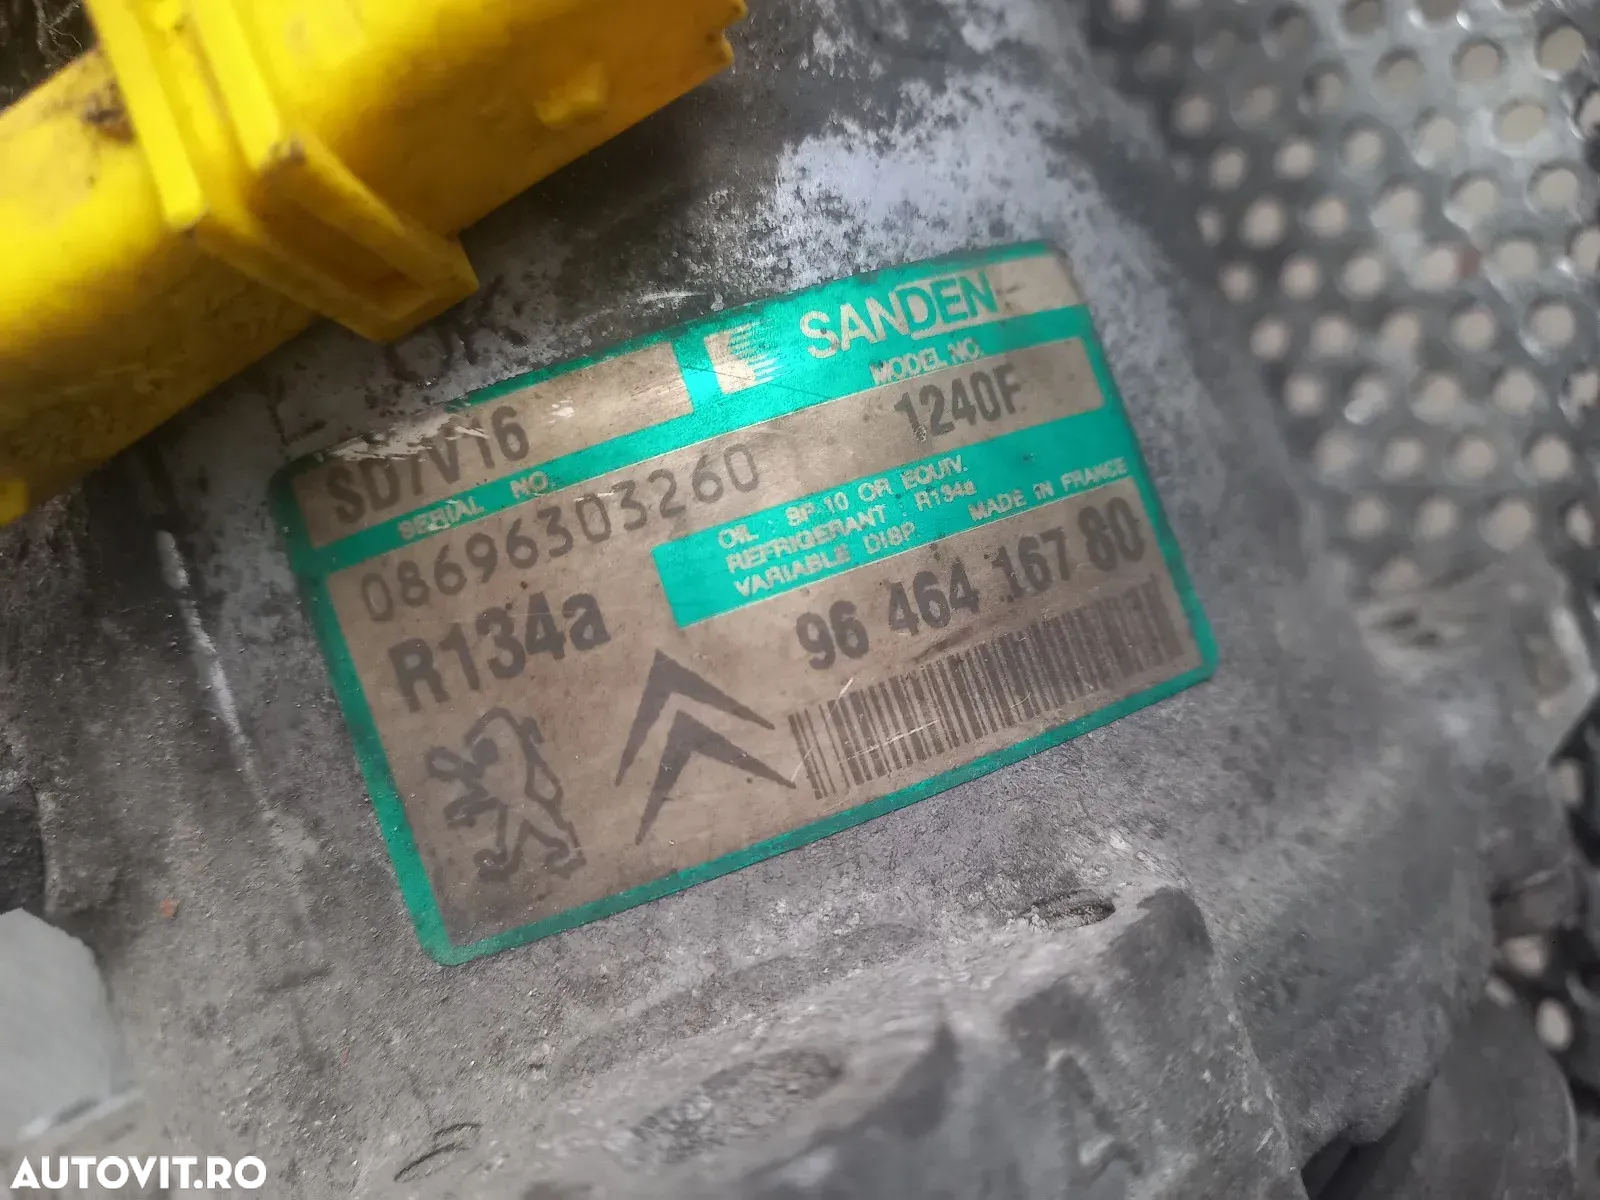 SANDEN
MODEL NO.
SD7V16
1240F
SERIAL NO.
08696303260
OIL : SP-10 OR EQUIV.
REFRIGERANT : R134a
VARIABLE DISP
MADE IN FRANCE
R134a
96 464 167 80
AUTOVIT.RO